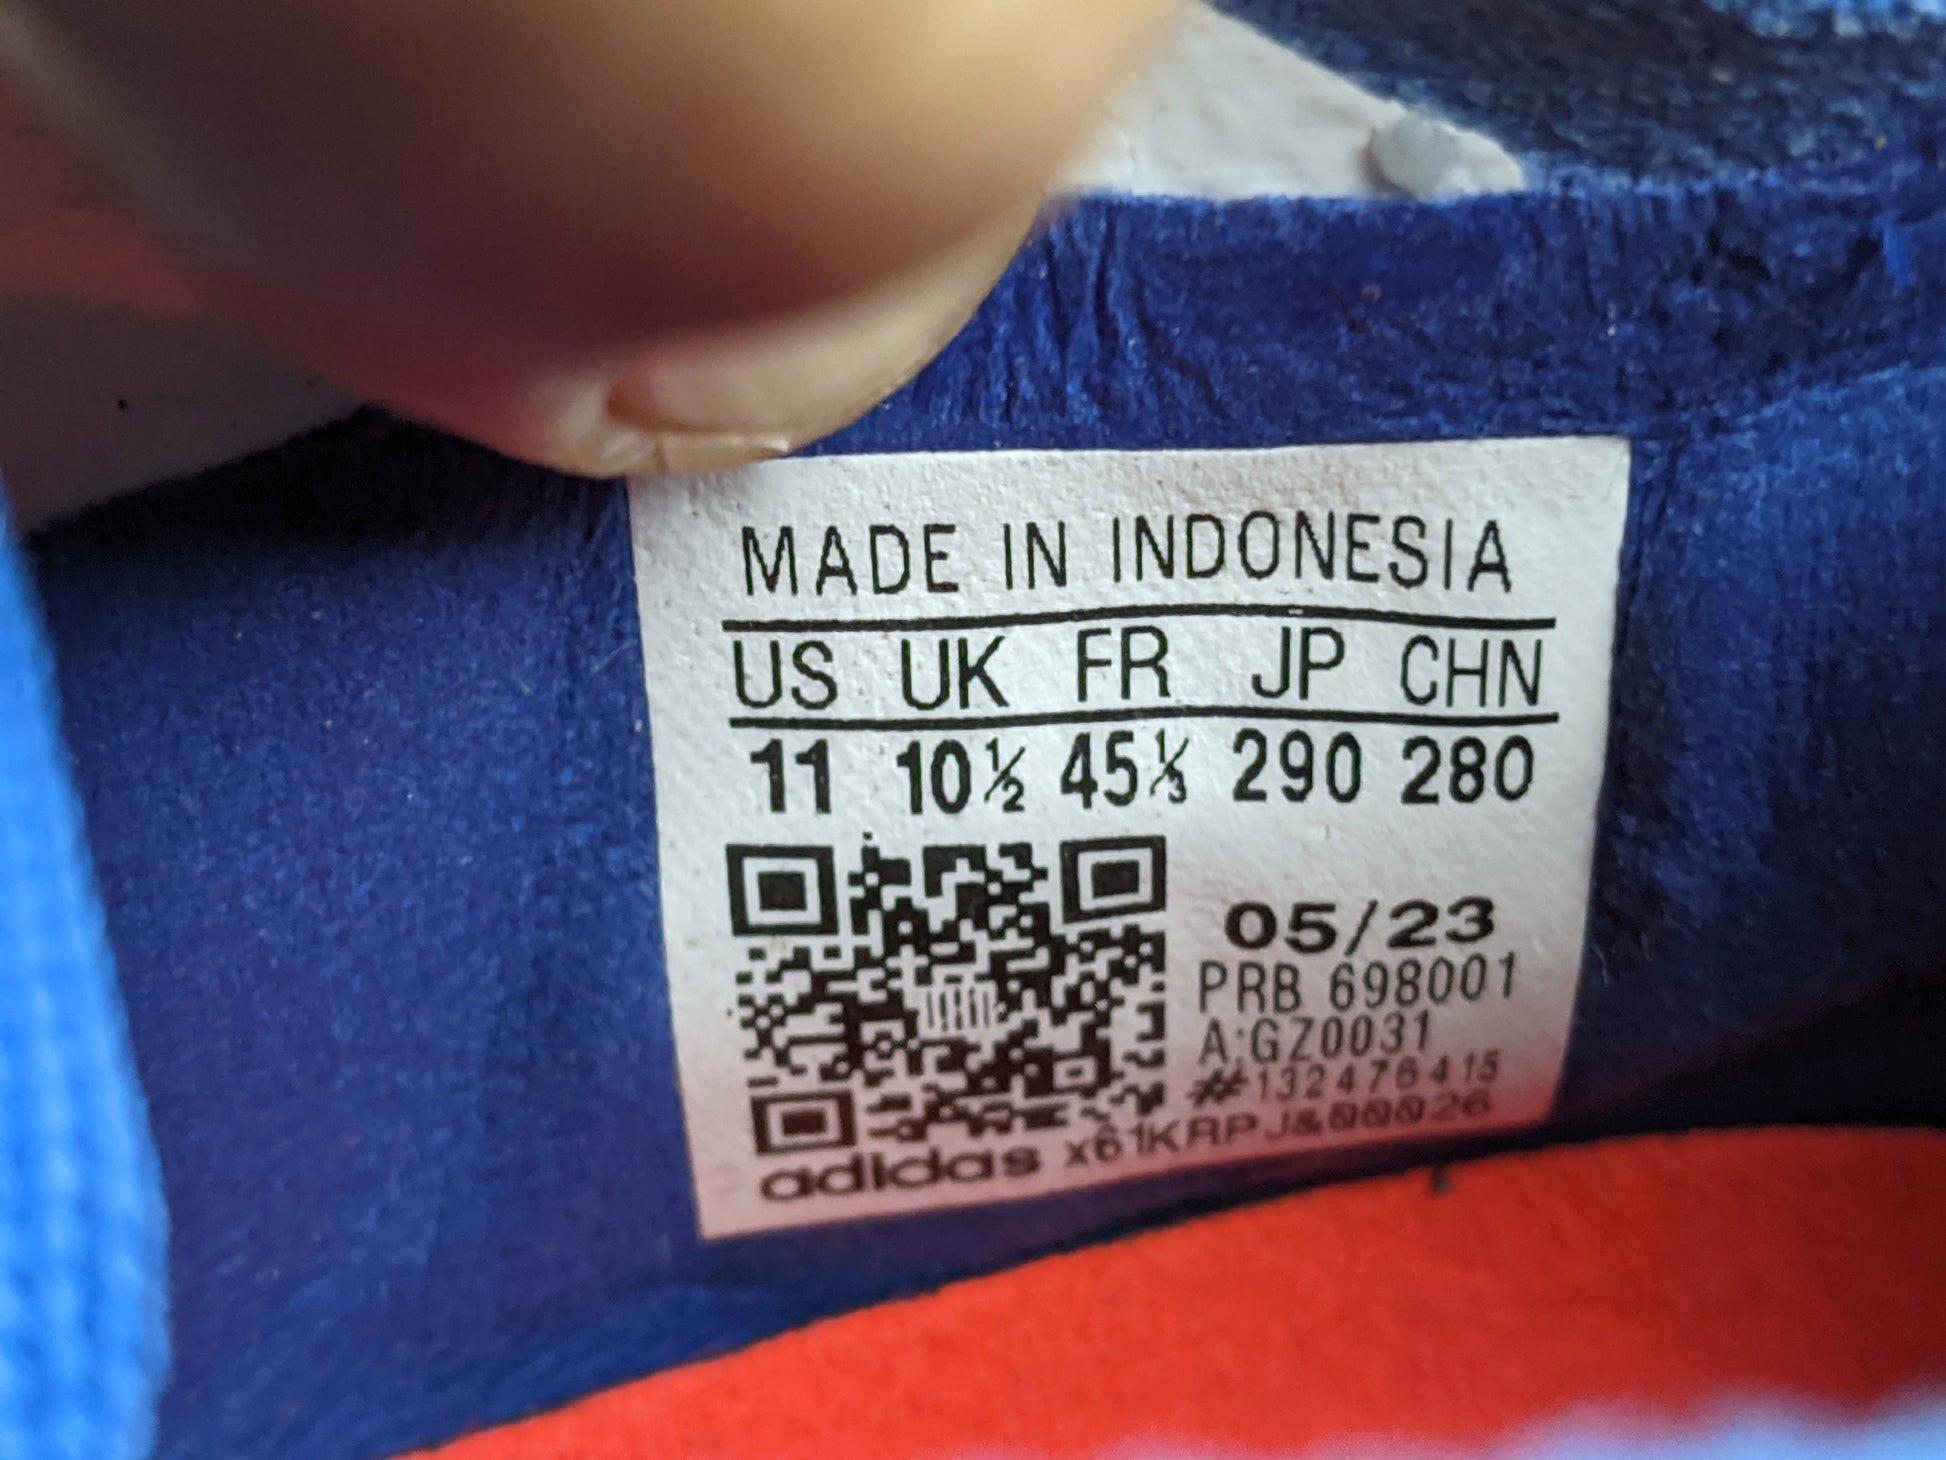 MADE IN INDONESIA
US UK FR JP CHN
11 10½ 45⅓ 290 280
05/23
PRB 698001
A:GZ0031
#132476415
adidas x61KRPJ&00026